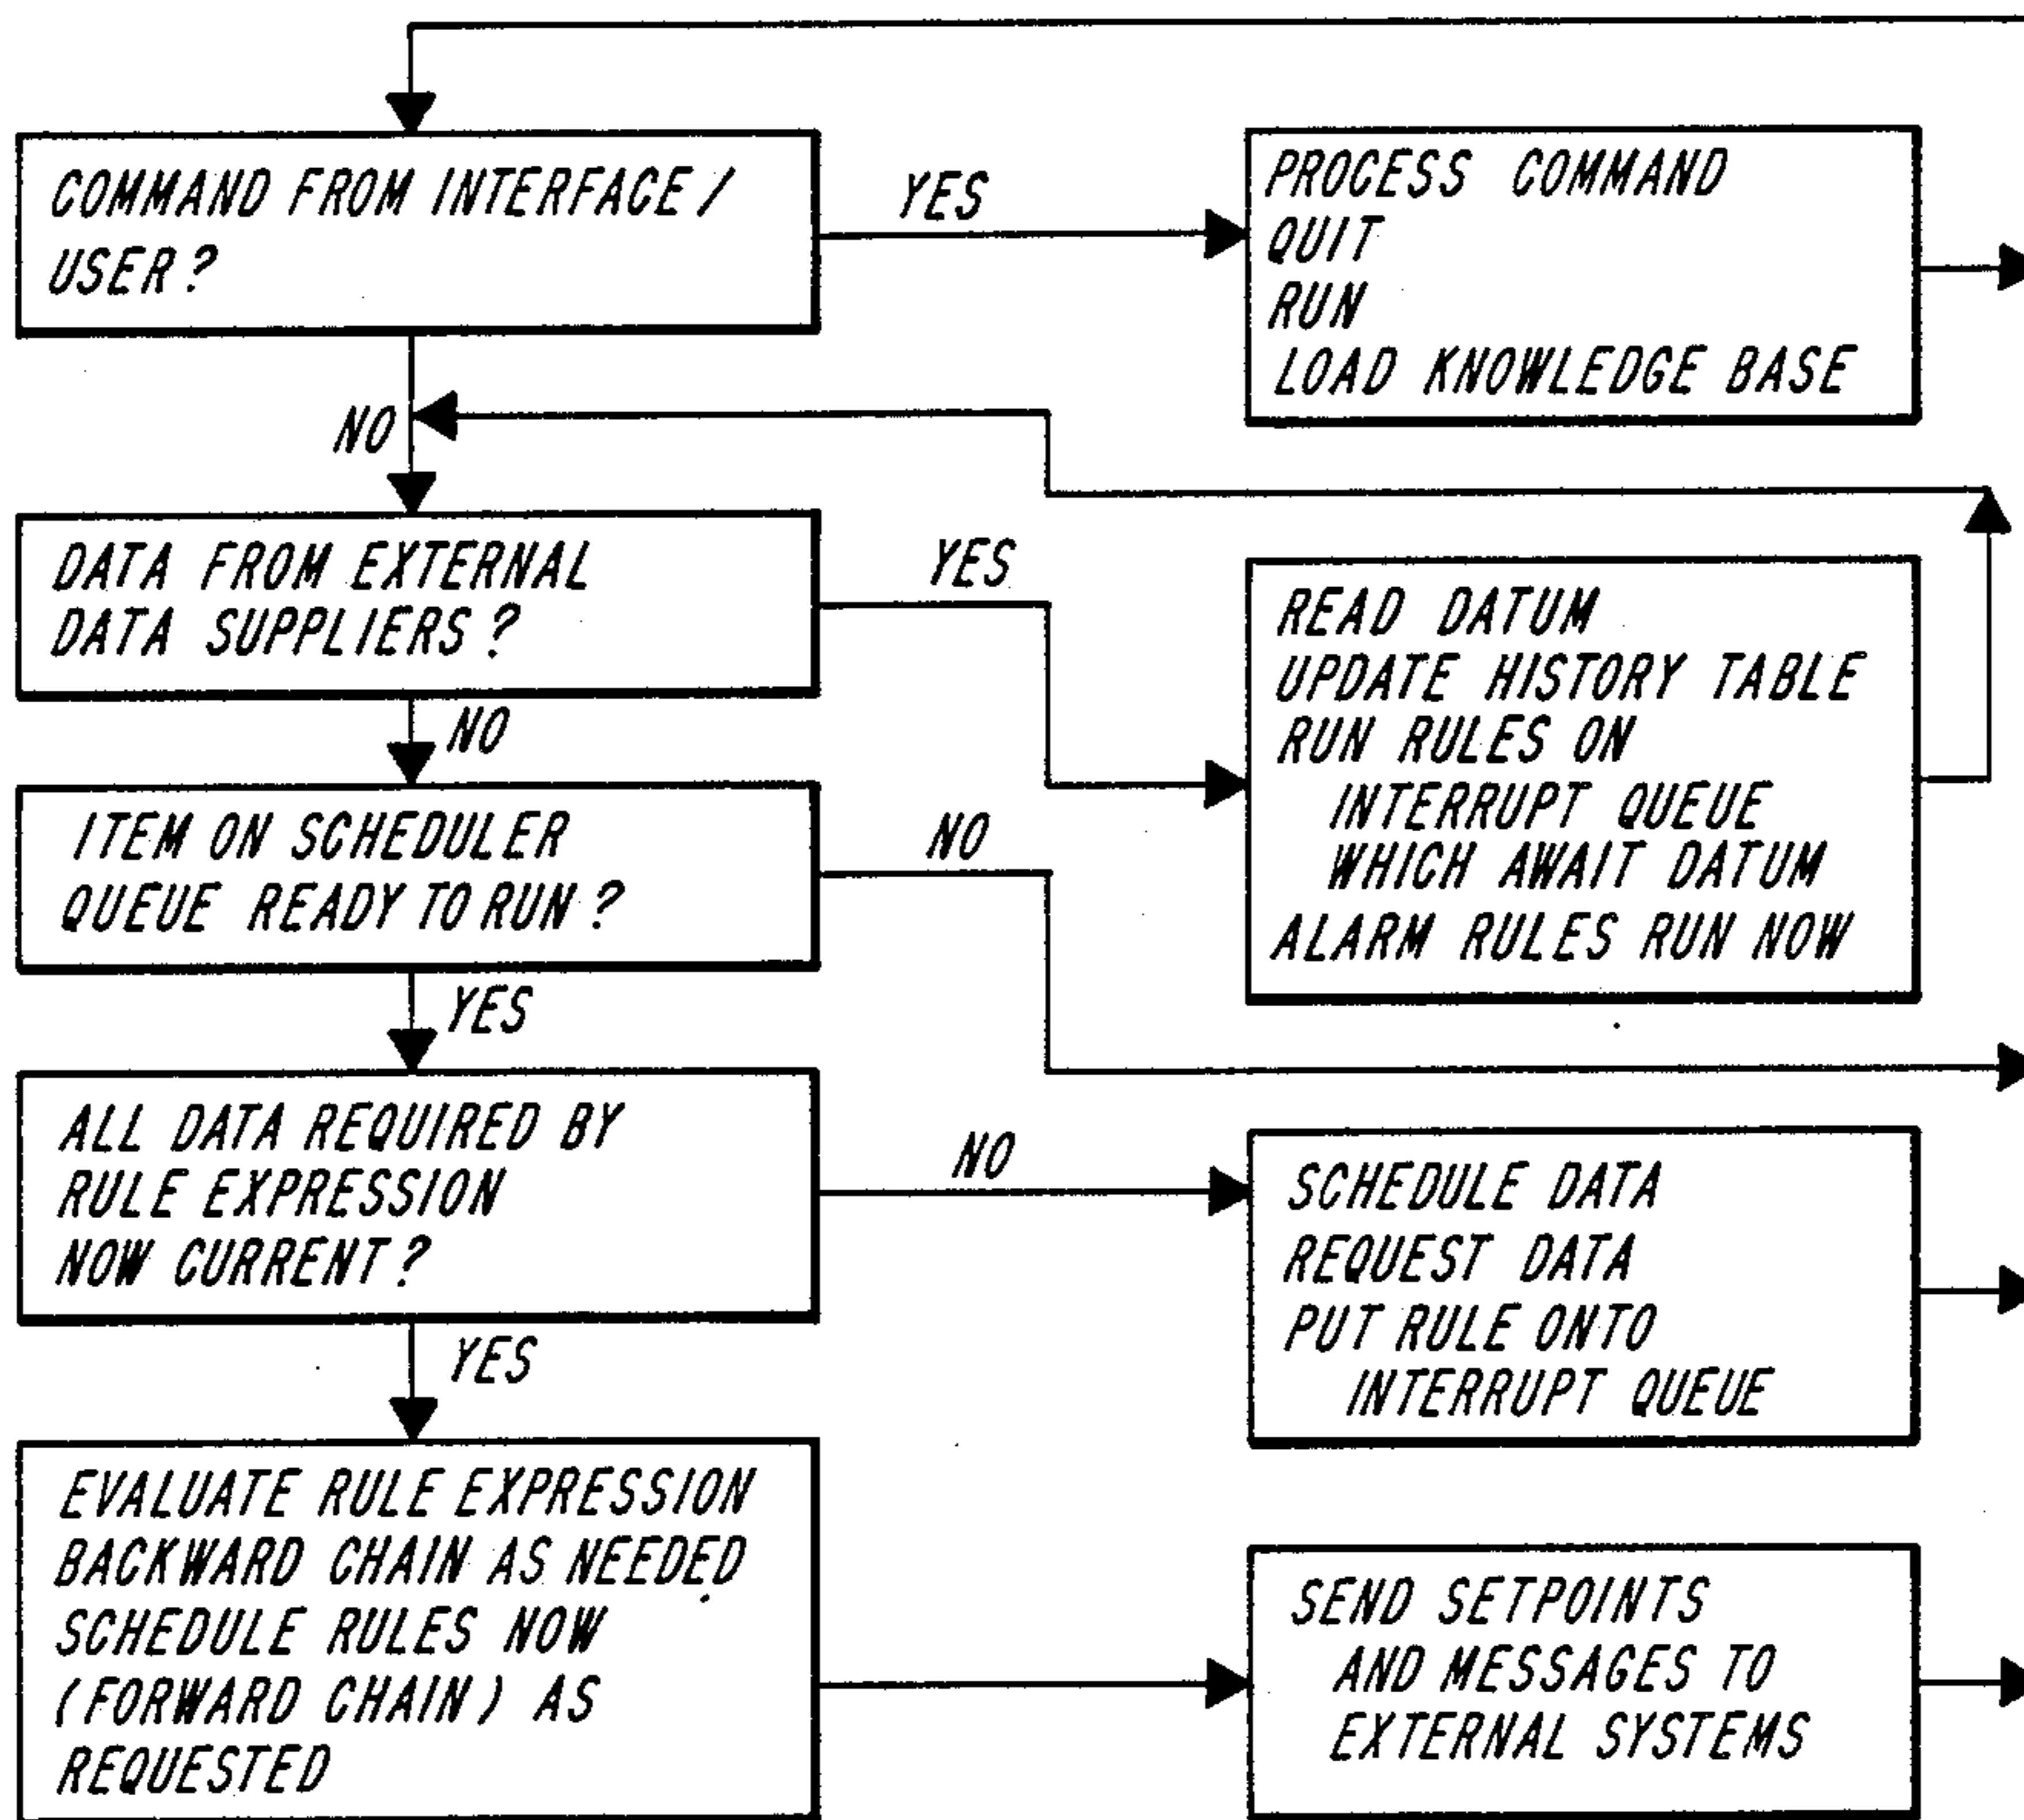 COMMAND FROM INTERFACE /
USER?
YES
PROCESS COMMAND
QUIT
RUN
LOAD KNOWLEDGE BASE
NO
DATA FROM EXTERNAL
DATA SUPPLIERS?
YES
READ DATUM
UPDATE HISTORY TABLE
RUN RULES ON
INTERRUPT QUEUE
WHICH AWAIT DATUM
ALARM RULES RUN NOW
NO
ITEM ON SCHEDULER
QUEUE READY TO RUN?
NO
YES
ALL DATA REQUIRED BY
RULE EXPRESSION
NOW CURRENT?
NO
SCHEDULE DATA
REQUEST DATA
PUT RULE ONTO
INTERRUPT QUEUE
YES
EVALUATE RULE EXPRESSION
BACKWARD CHAIN AS NEEDED
SCHEDULE RULES NOW
(FORWARD CHAIN) AS
REQUESTED
SEND SETPOINTS
AND MESSAGES TO
EXTERNAL SYSTEMS